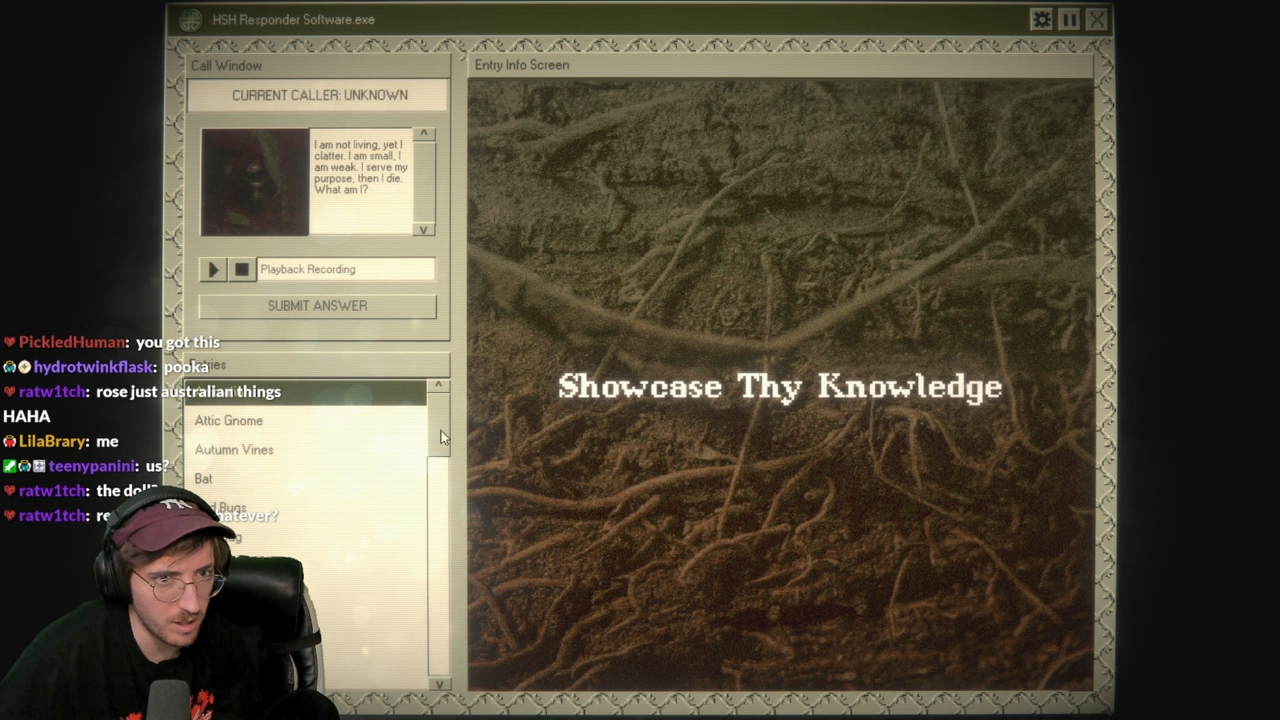 HSH Responder Software.exe
Call Window
CURRENT CALLER: UNKNOWN
I am not living, yet I
clatter. I am small, I
am weak. I serve my
purpose, then I die.
What am I?
Playback Recording
SUBMIT ANSWER
Attic Gnome
Autumn Vines
Bat
Bugs
Entry Info Screen
Showcase Thy Knowledge
PickledHuman: you got this
hydrotwinkflask: pooka
ratw1tch: rose just australian things
HAHA
LilaBrary: me
teenypanini: us?
ratw1tch: the doll?
ratw1tch: